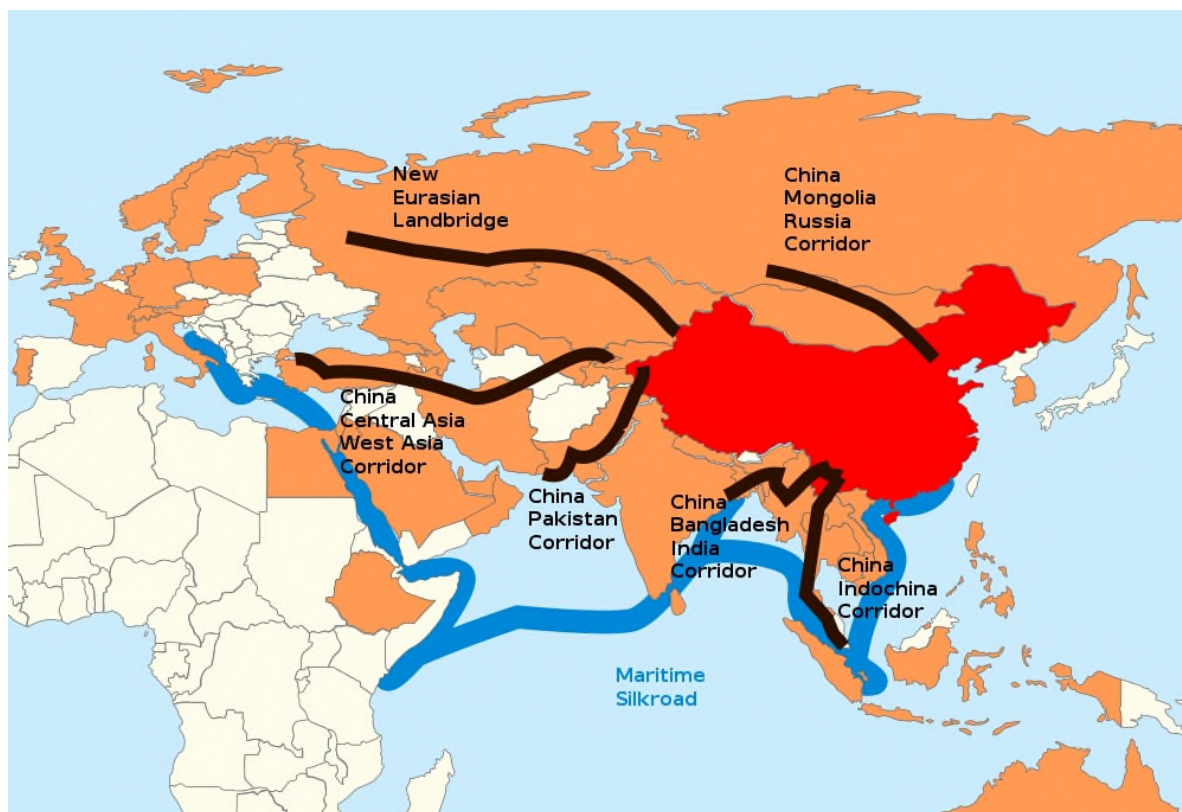 New
Eurasian
Landbridge
China
Mongolia
Russia
Corridor
China
Central Asia
West Asia
Corridor
China
Pakistan
Corridor
China
Bangladesh
India
Corridor
China
Indochina
Corridor
Maritime
Silkroad